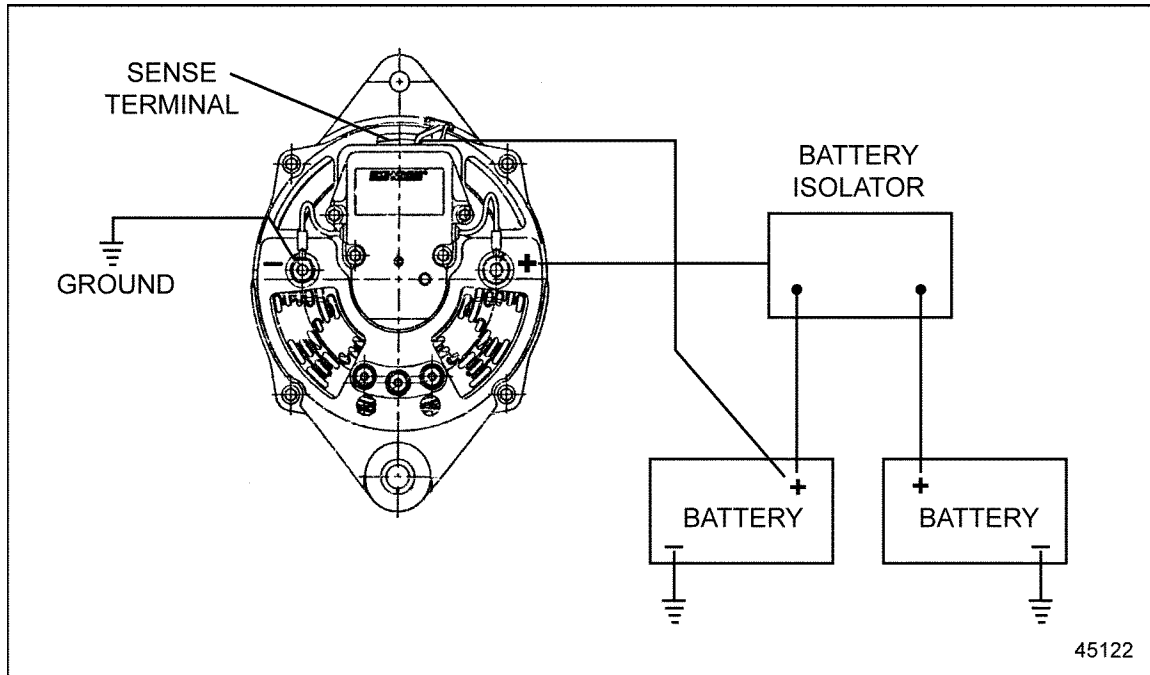 SENSE
TERMINAL
BATTERY
ISOLATOR
GROUND
−
+
+
+
BATTERY
BATTERY
−
−
45122